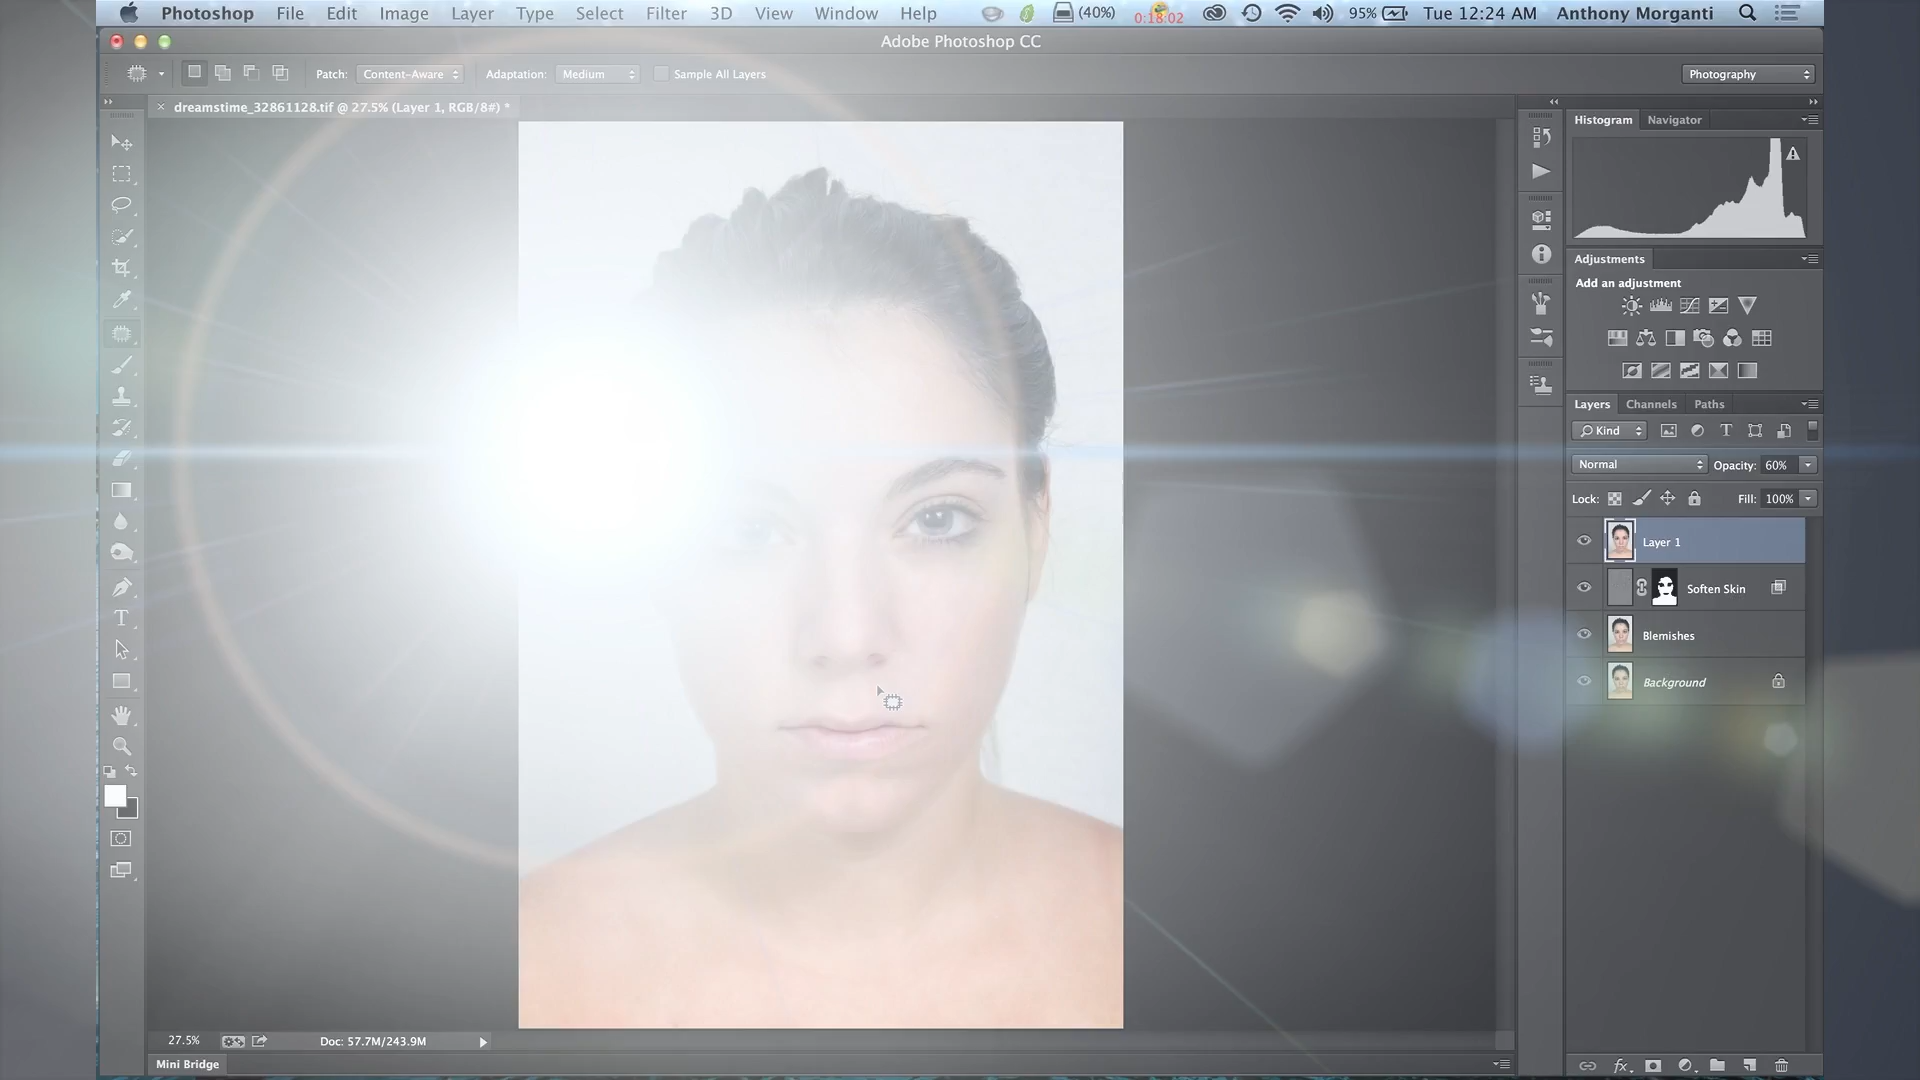 Photoshop File Edit Image Layer Type Select Filter 3D View Window Help (40%) 0:18:02 95% Tue 12:24 AM Anthony Morganti
Adobe Photoshop CC
Patch: Content-Aware Adaptation: Medium Sample All Layers Photography
dreamstime_32861128.tif @ 27.5% (Layer 1, RGB/8#) *
Histogram Navigator
Adjustments
Add an adjustment
Layers Channels Paths
Kind
Normal Opacity: 60%
Lock: Fill: 100%
Layer 1
Soften Skin
Blemishes
Background
27.5% Doc: 57.7M/243.9M
Mini Bridge
fx